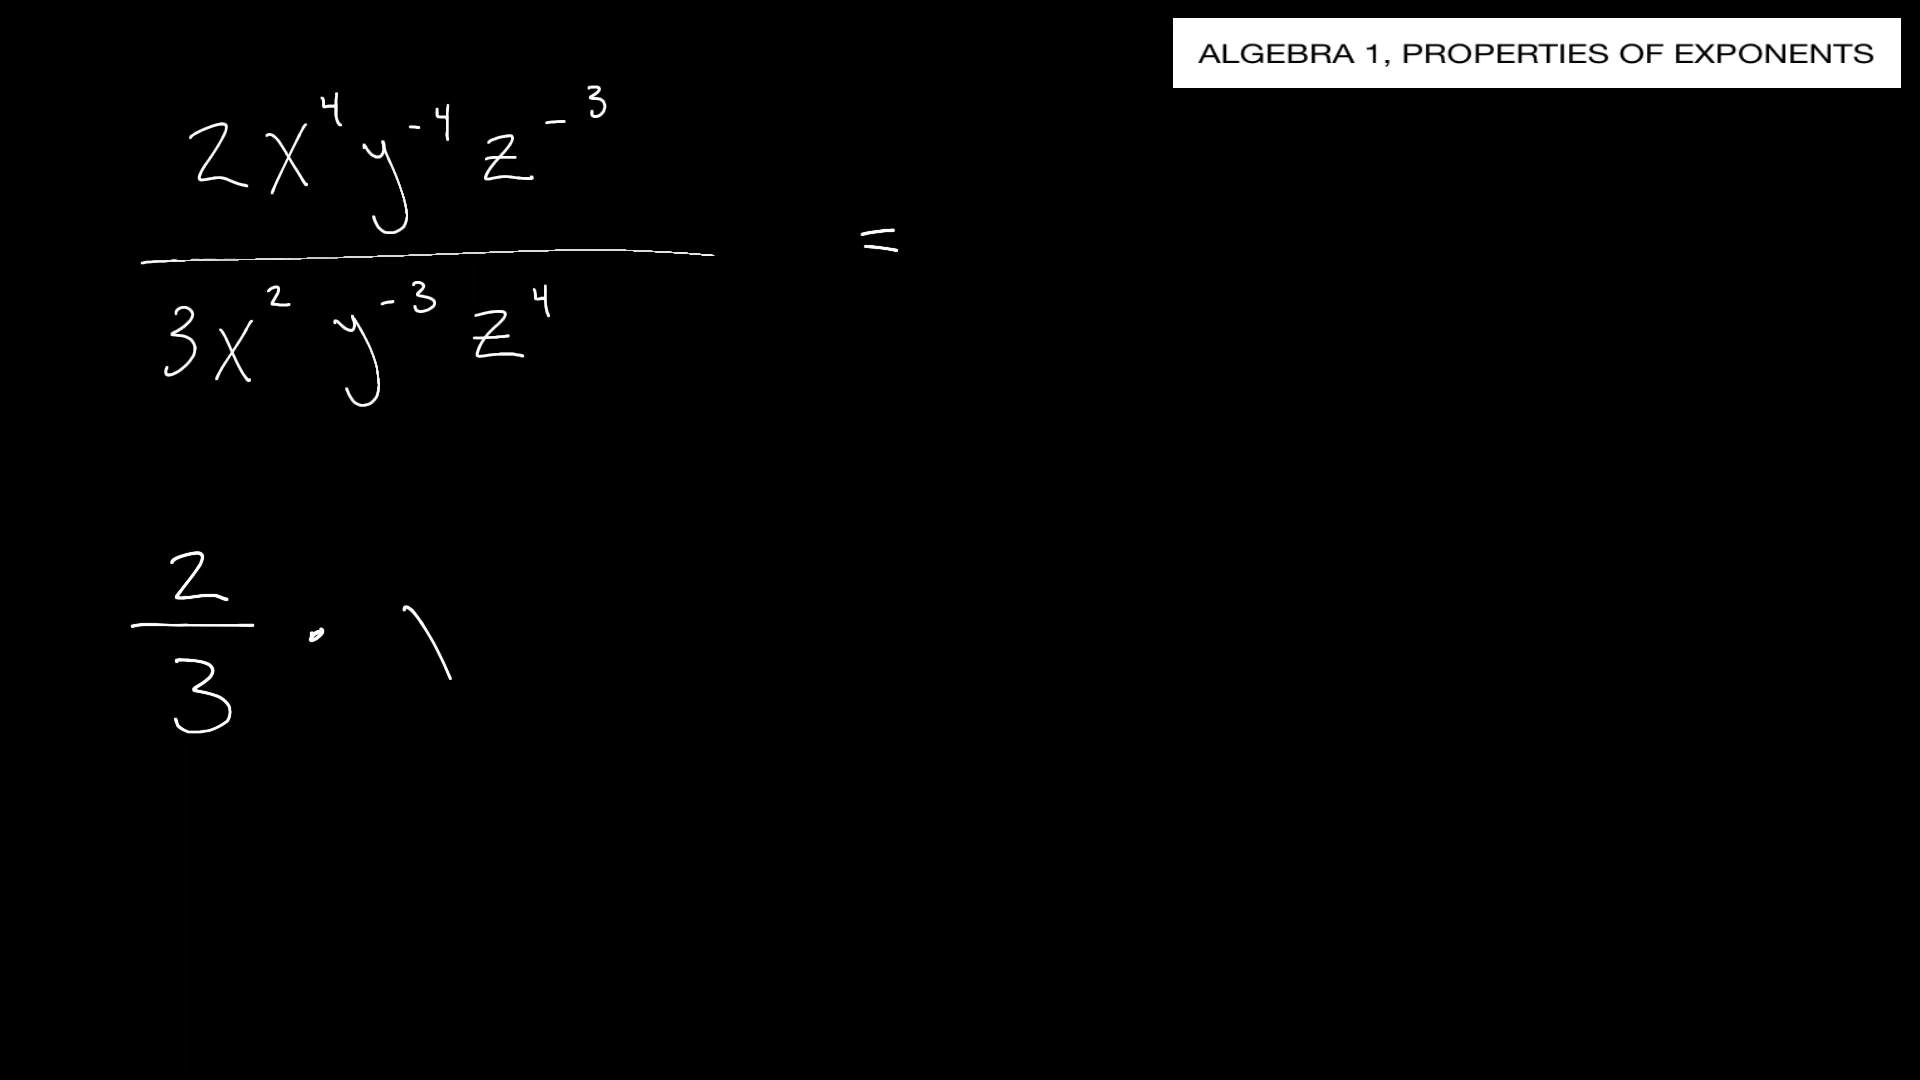 ALGEBRA 1, PROPERTIES OF EXPONENTS
2x⁴y⁻⁴z⁻³
=
3x²y⁻³z⁴
2
·
3